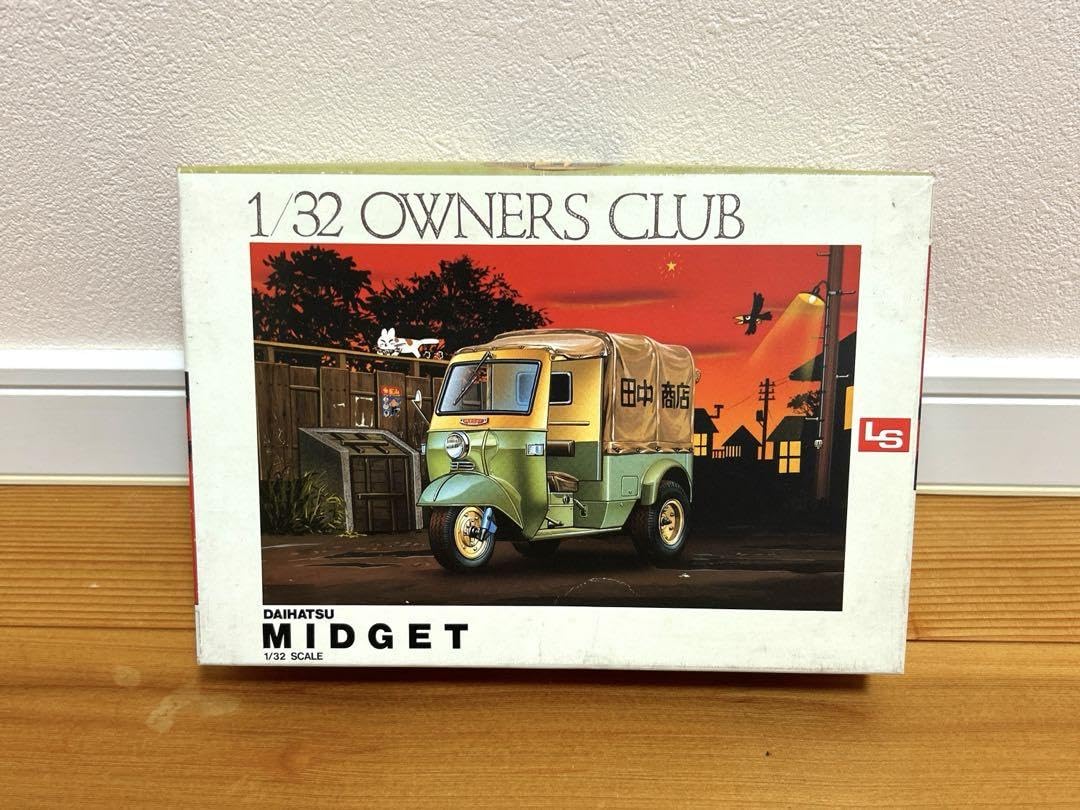 1/32 OWNERS CLUB
田中 商店
LS
DAIHATSU
MIDGET
1/32 SCALE